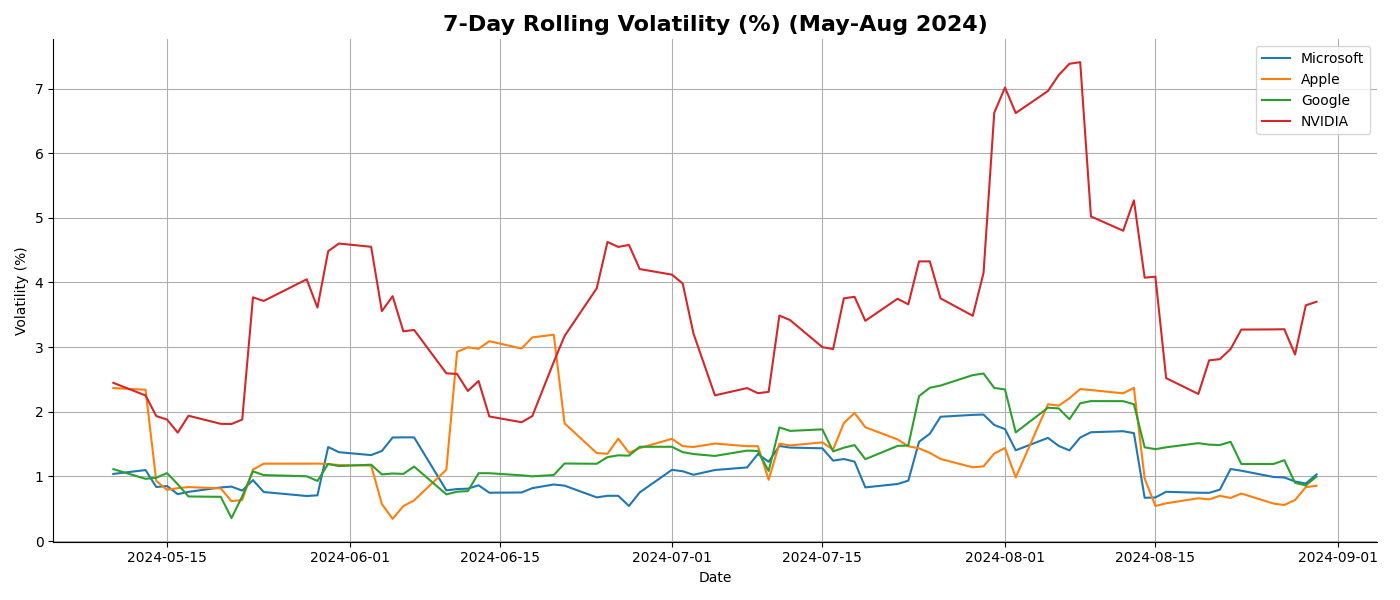 7-Day Rolling Volatility (%) (May-Aug 2024)
Microsoft
Apple
Google
NVIDIA
Volatility (%)
7
6
5
4
3
2
1
0
2024-05-15 2024-06-01 2024-06-15 2024-07-01 2024-07-15 2024-08-01 2024-08-15 2024-09-01
Date